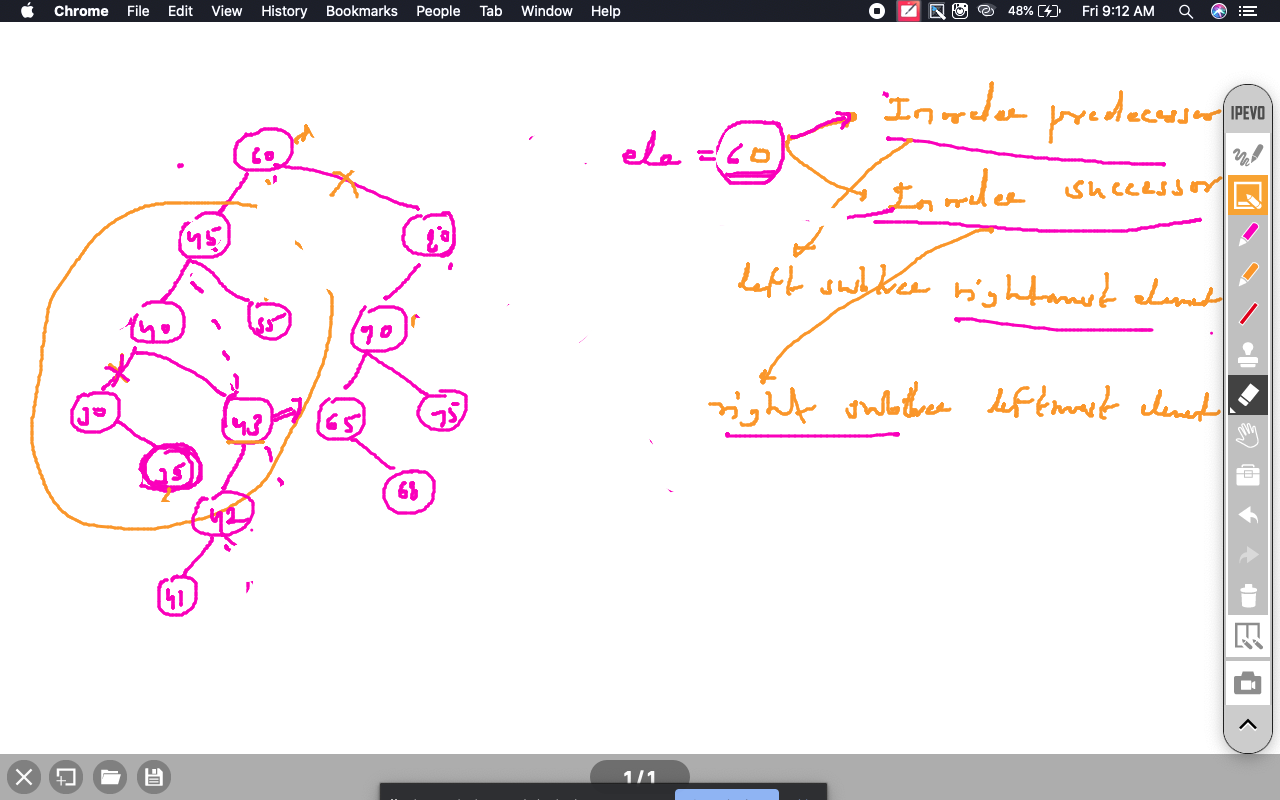 Chrome File Edit View History Bookmarks People Tab Window Help 48% Fri 9:12 AM
IPEVO
Inorder predecessor
ele = 60
Inorder successor
left subtree rightmost element
right subtree leftmost element
60
45 80
40 55 70
30 43 65 75
35 42 68
41
1/1